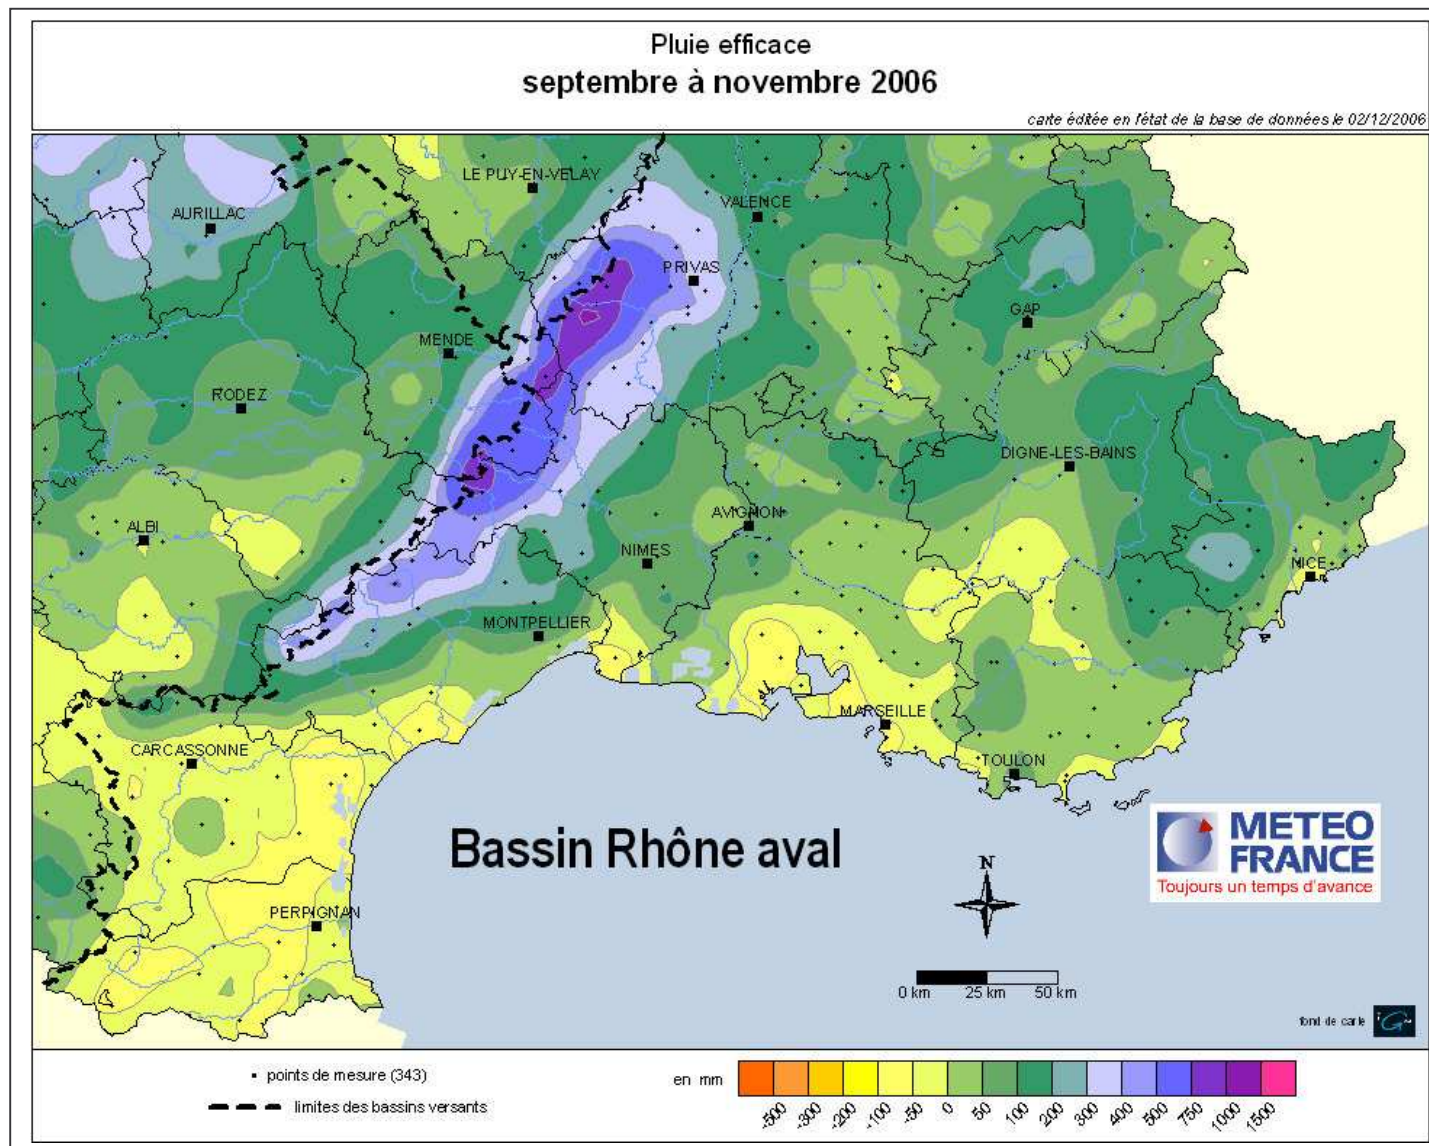 Pluie efficace
septembre à novembre 2006
carte éditée en l'état de la base de données le 02/12/2006
LE PUY-EN-VELAY
AURILLAC
VALENCE
PRIVAS
GAP
MENDE
RODEZ
DIGNE-LES-BAINS
AVIGNON
ALBI
NIMES
NICE
MONTPELLIER
MARSEILLE
CARCASSONNE
TOULON
Bassin Rhône aval
METEO
FRANCE
Toujours un temps d'avance
N
PERPIGNAN
0 km 25 km 50 km
fond de carte
• points de mesure (343)
en mm
limites des bassins versants
-500 -300 -200 -100 -50 0 50 100 200 300 400 500 750 1000 1500